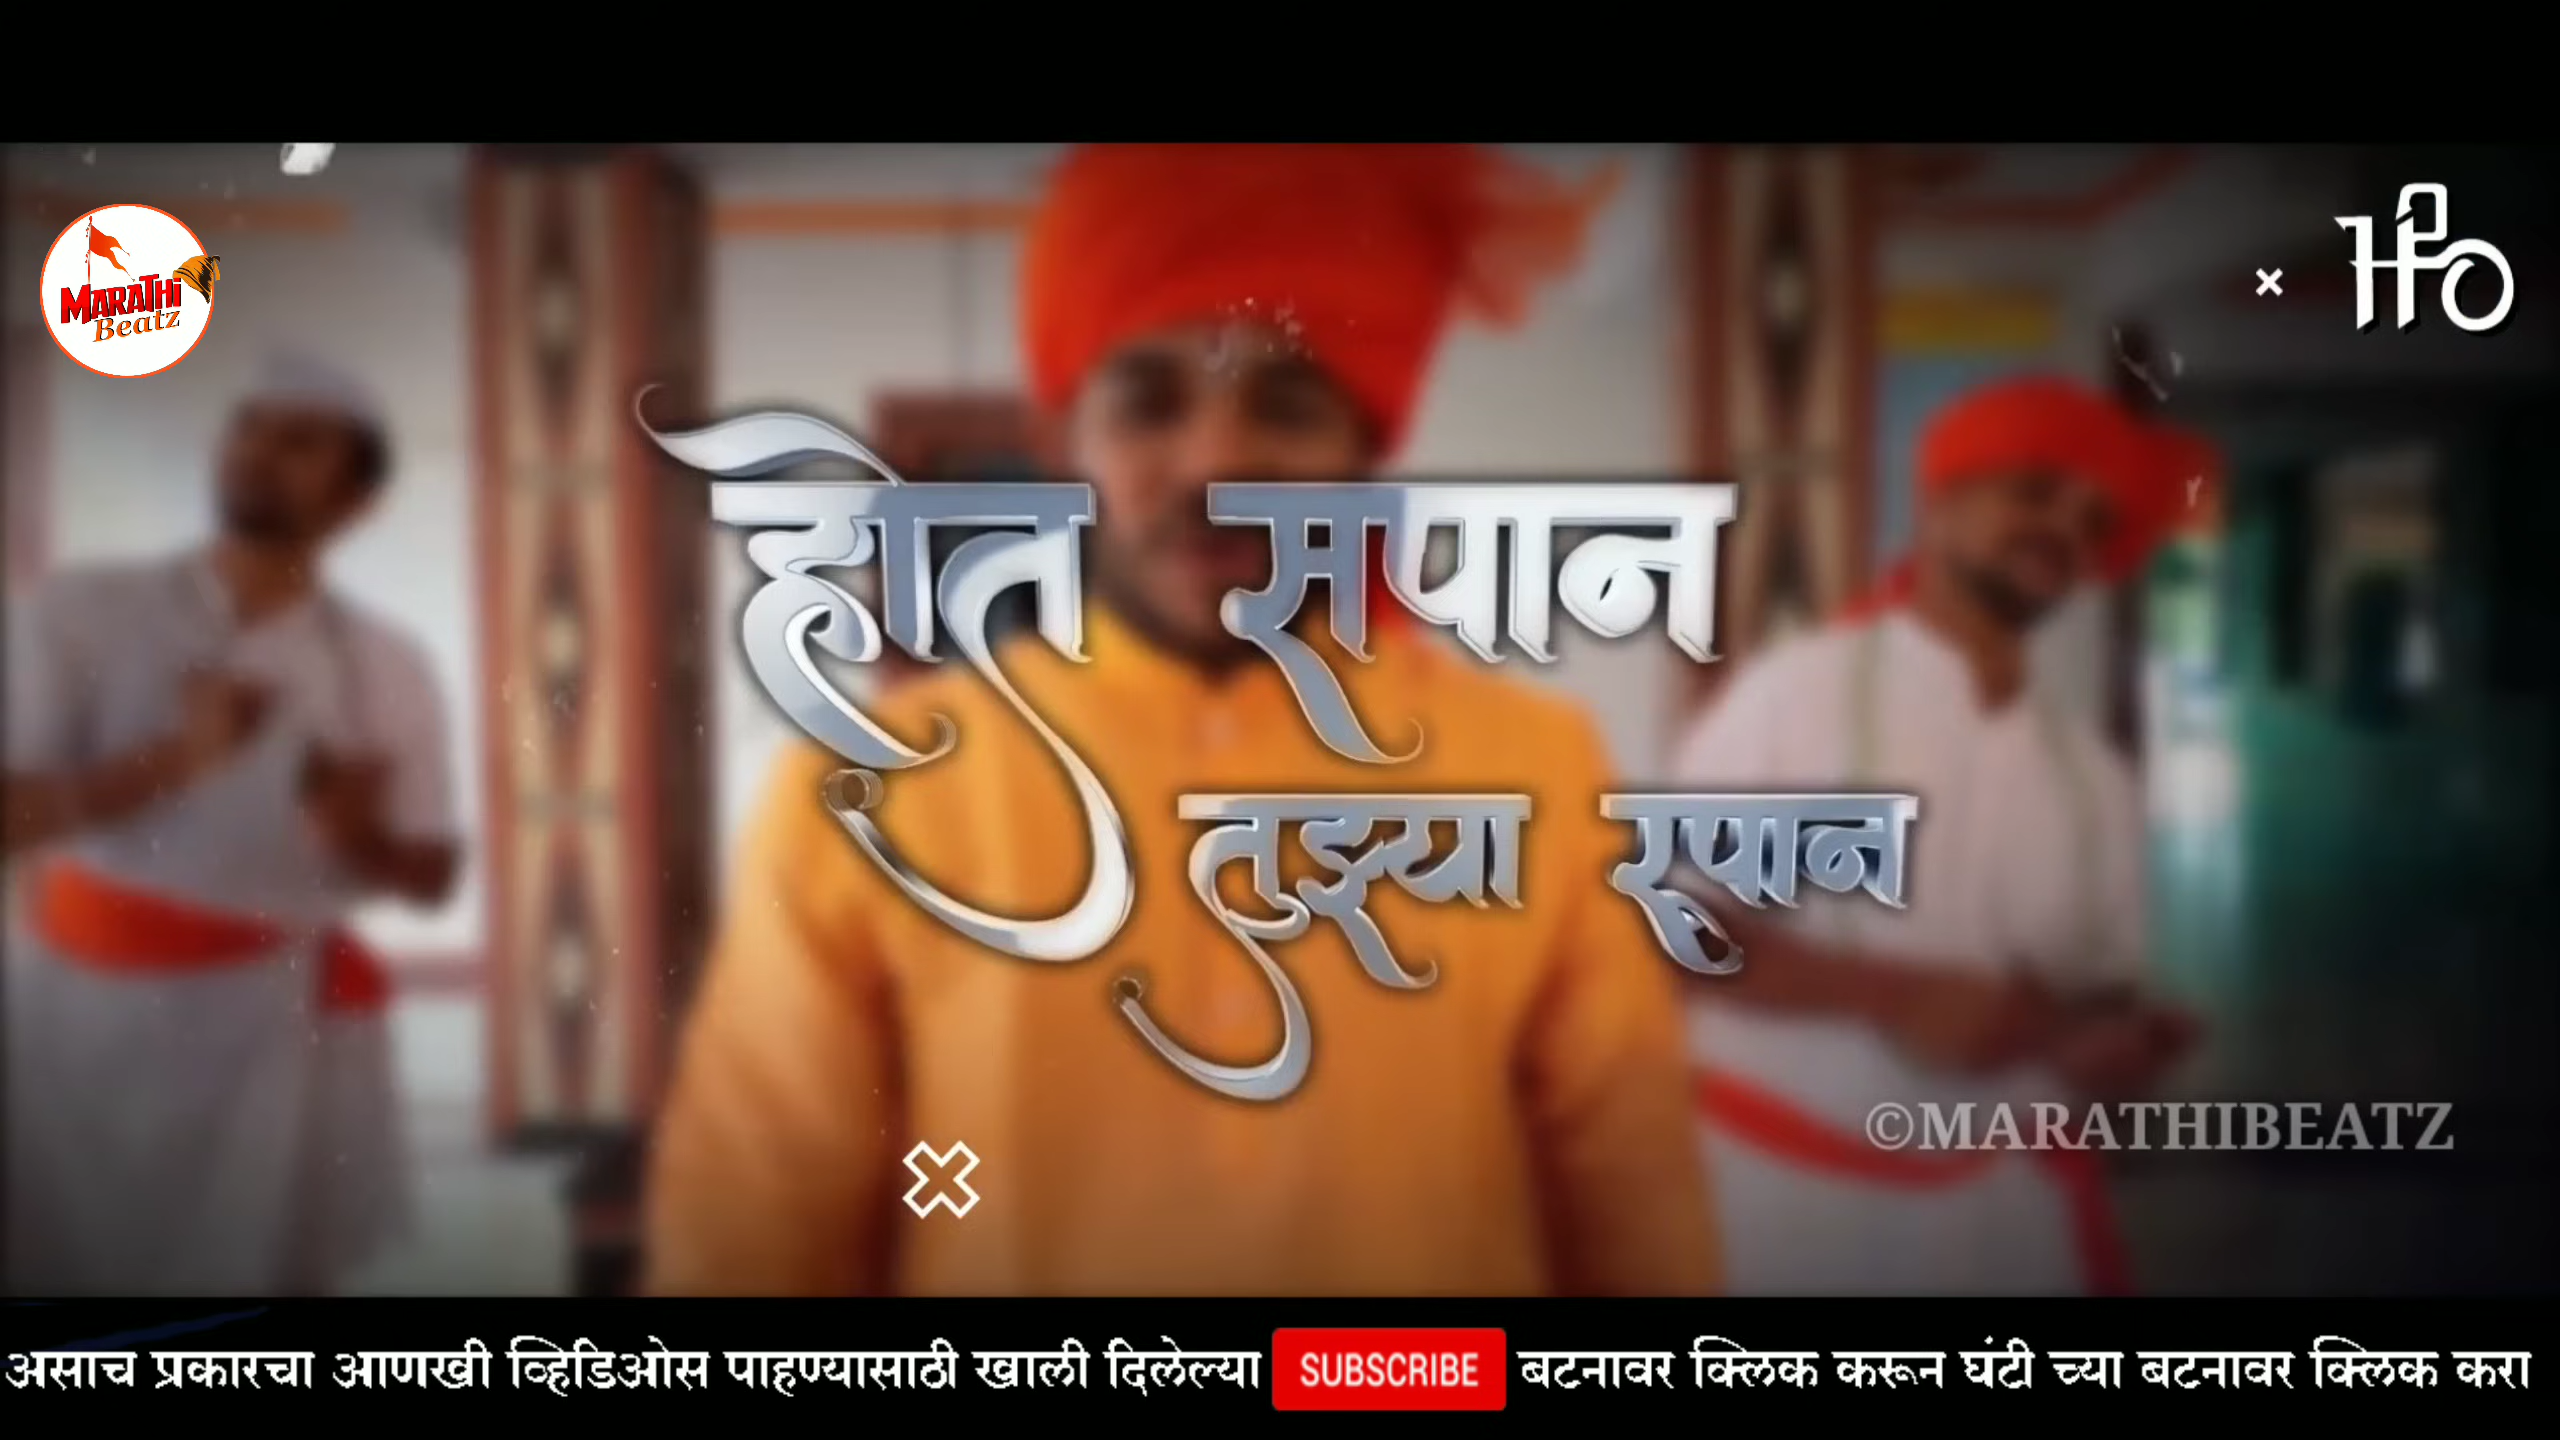 MARATHI
Beatz
होत सपान
तुझ्या रूपान
©MARATHIBEATZ
असाच प्रकारचा आणखी व्हिडिओस पाहण्यासाठी खाली दिलेल्या SUBSCRIBE बटनावर क्लिक करून घंटी च्या बटनावर क्लिक करा